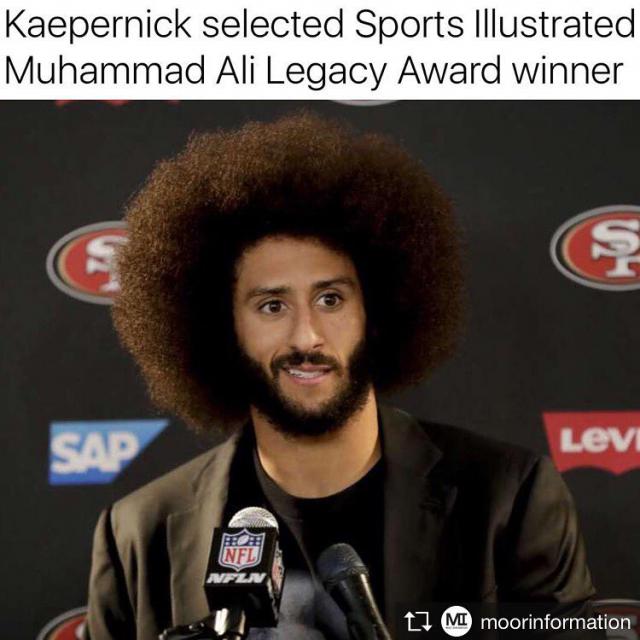 Kaepernick selected Sports Illustrated
Muhammad Ali Legacy Award winner
SF
SF
SAP
LEVI
NFL
NFLN
MI moorinformation